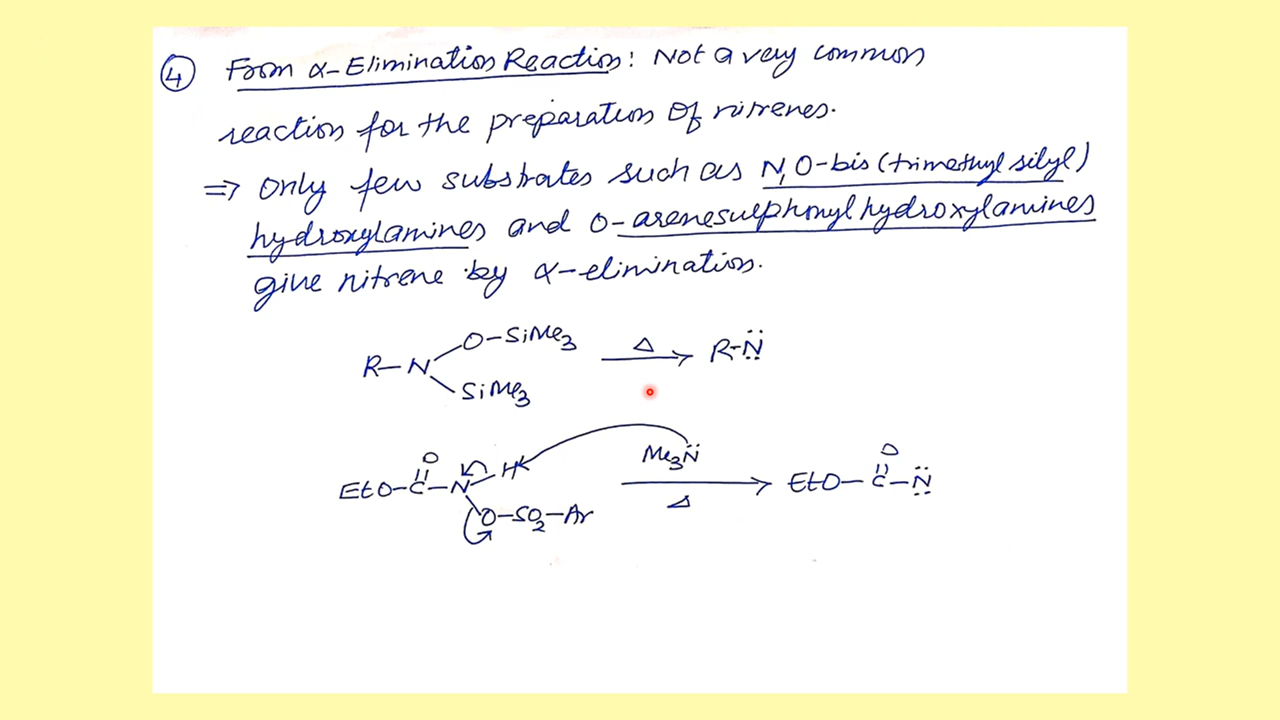 ④ From α-Elimination Reaction: Not a very common
reaction for the preparation of nitrenes.
⇒ Only few substrates such as N,O-bis(trimethyl silyl)
hydroxylamines and O-arenesulphonyl hydroxylamines
give nitrene by α-elimination.
O-SiMe₃
R-N Δ R-N̈
SiMe₃
O Me₃N̈ O
EtO-C-N-H Δ EtO-C-N̈
O-SO₂-Ar